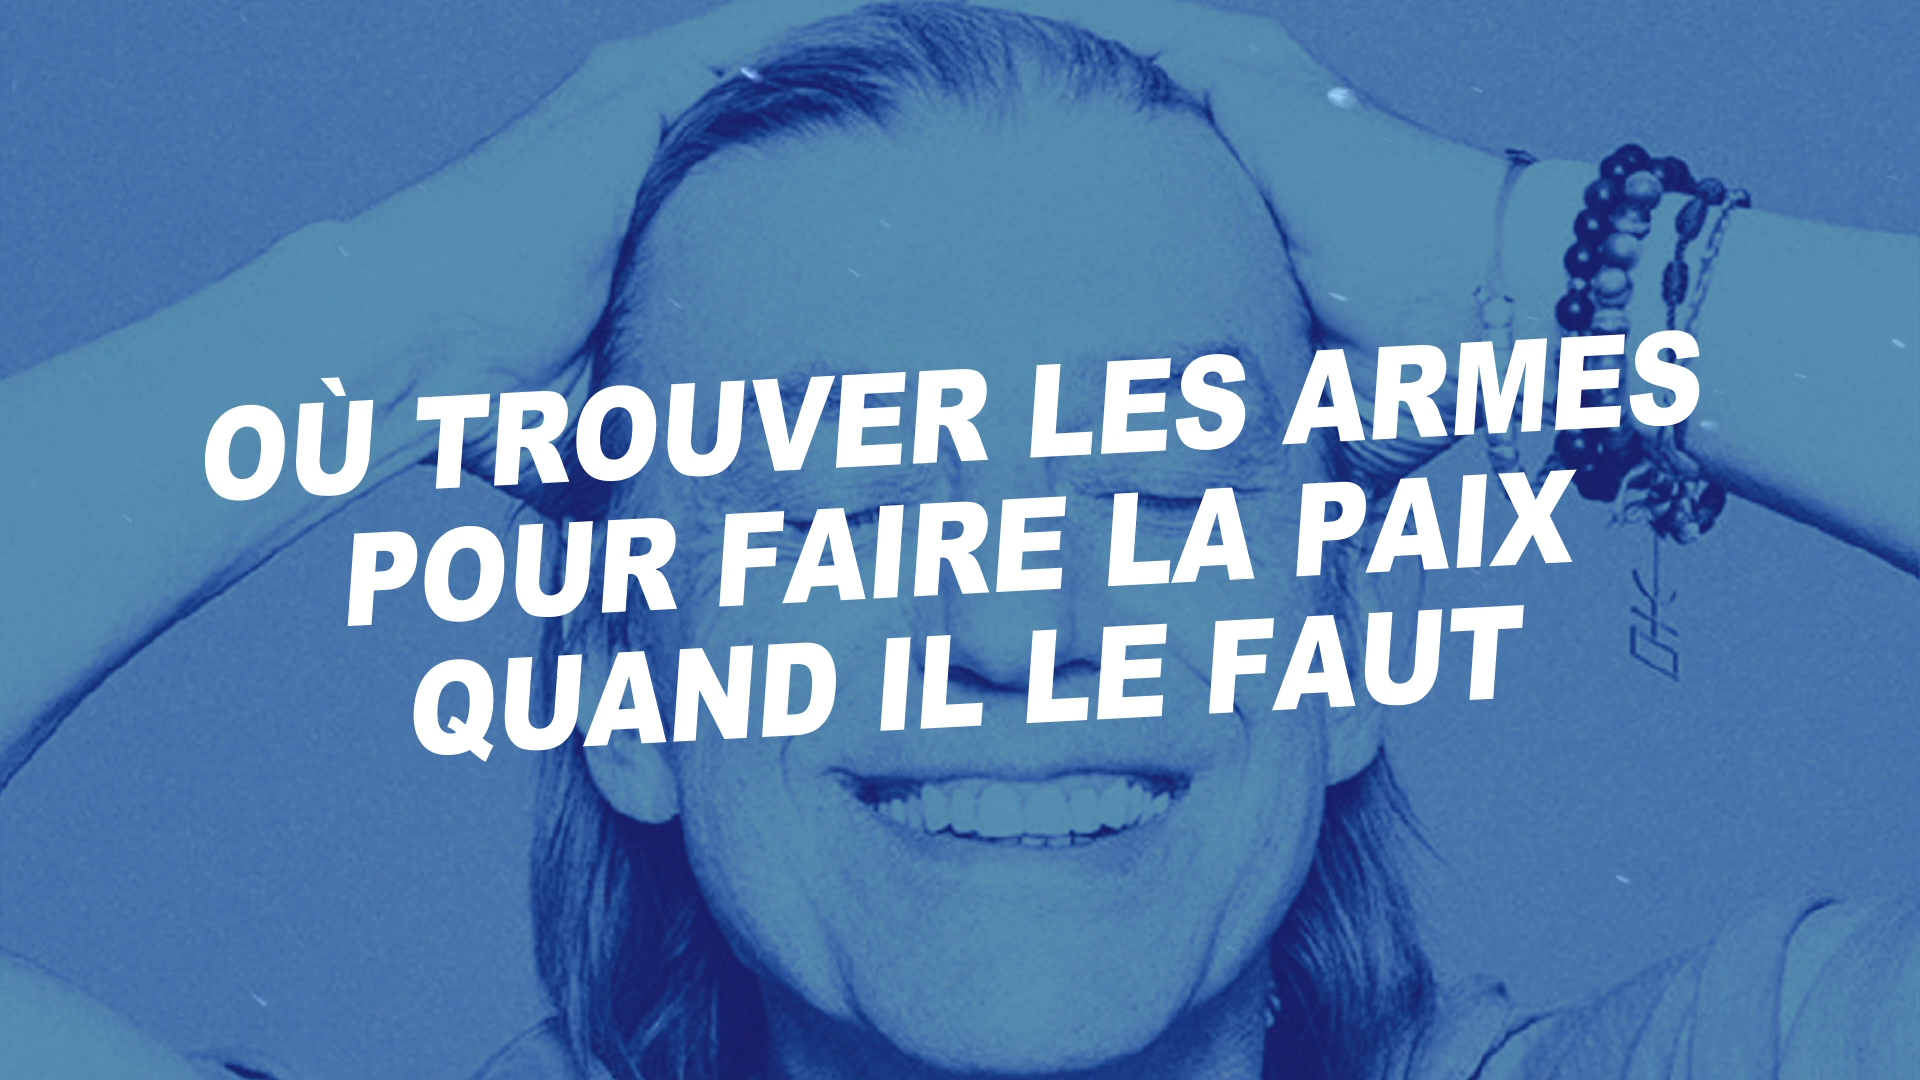 OÙ TROUVER LES ARMES
POUR FAIRE LA PAIX
QUAND IL LE FAUT